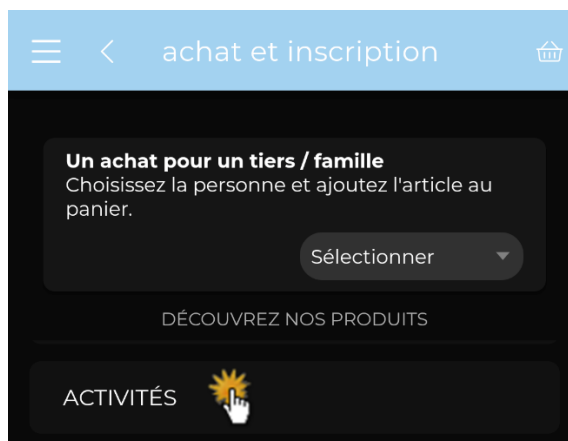 achat et inscription
Un achat pour un tiers / famille
Choisissez la personne et ajoutez l'article au
panier.
Sélectionner
DÉCOUVREZ NOS PRODUITS
ACTIVITÉS